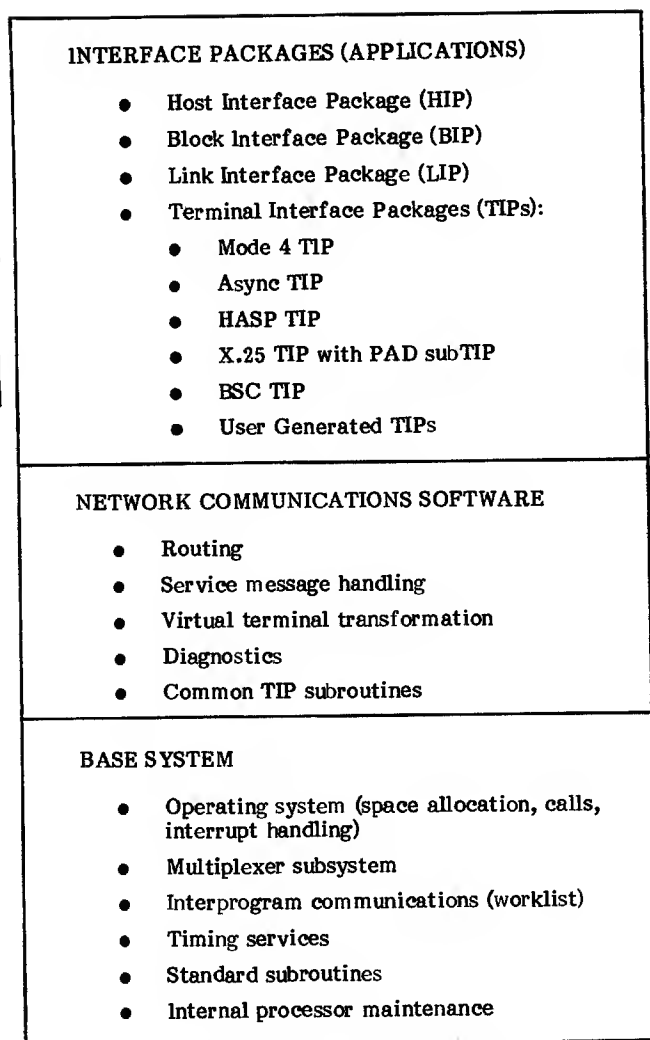 INTERFACE PACKAGES (APPLICATIONS)
● Host Interface Package (HIP)
● Block Interface Package (BIP)
● Link Interface Package (LIP)
● Terminal Interface Packages (TIPs):
● Mode 4 TIP
● Async TIP
● HASP TIP
● X.25 TIP with PAD subTIP
● BSC TIP
● User Generated TIPs
NETWORK COMMUNICATIONS SOFTWARE
● Routing
● Service message handling
● Virtual terminal transformation
● Diagnostics
● Common TIP subroutines
BASE SYSTEM
● Operating system (space allocation, calls,
interrupt handling)
● Multiplexer subsystem
● Interprogram communications (worklist)
● Timing services
● Standard subroutines
● Internal processor maintenance